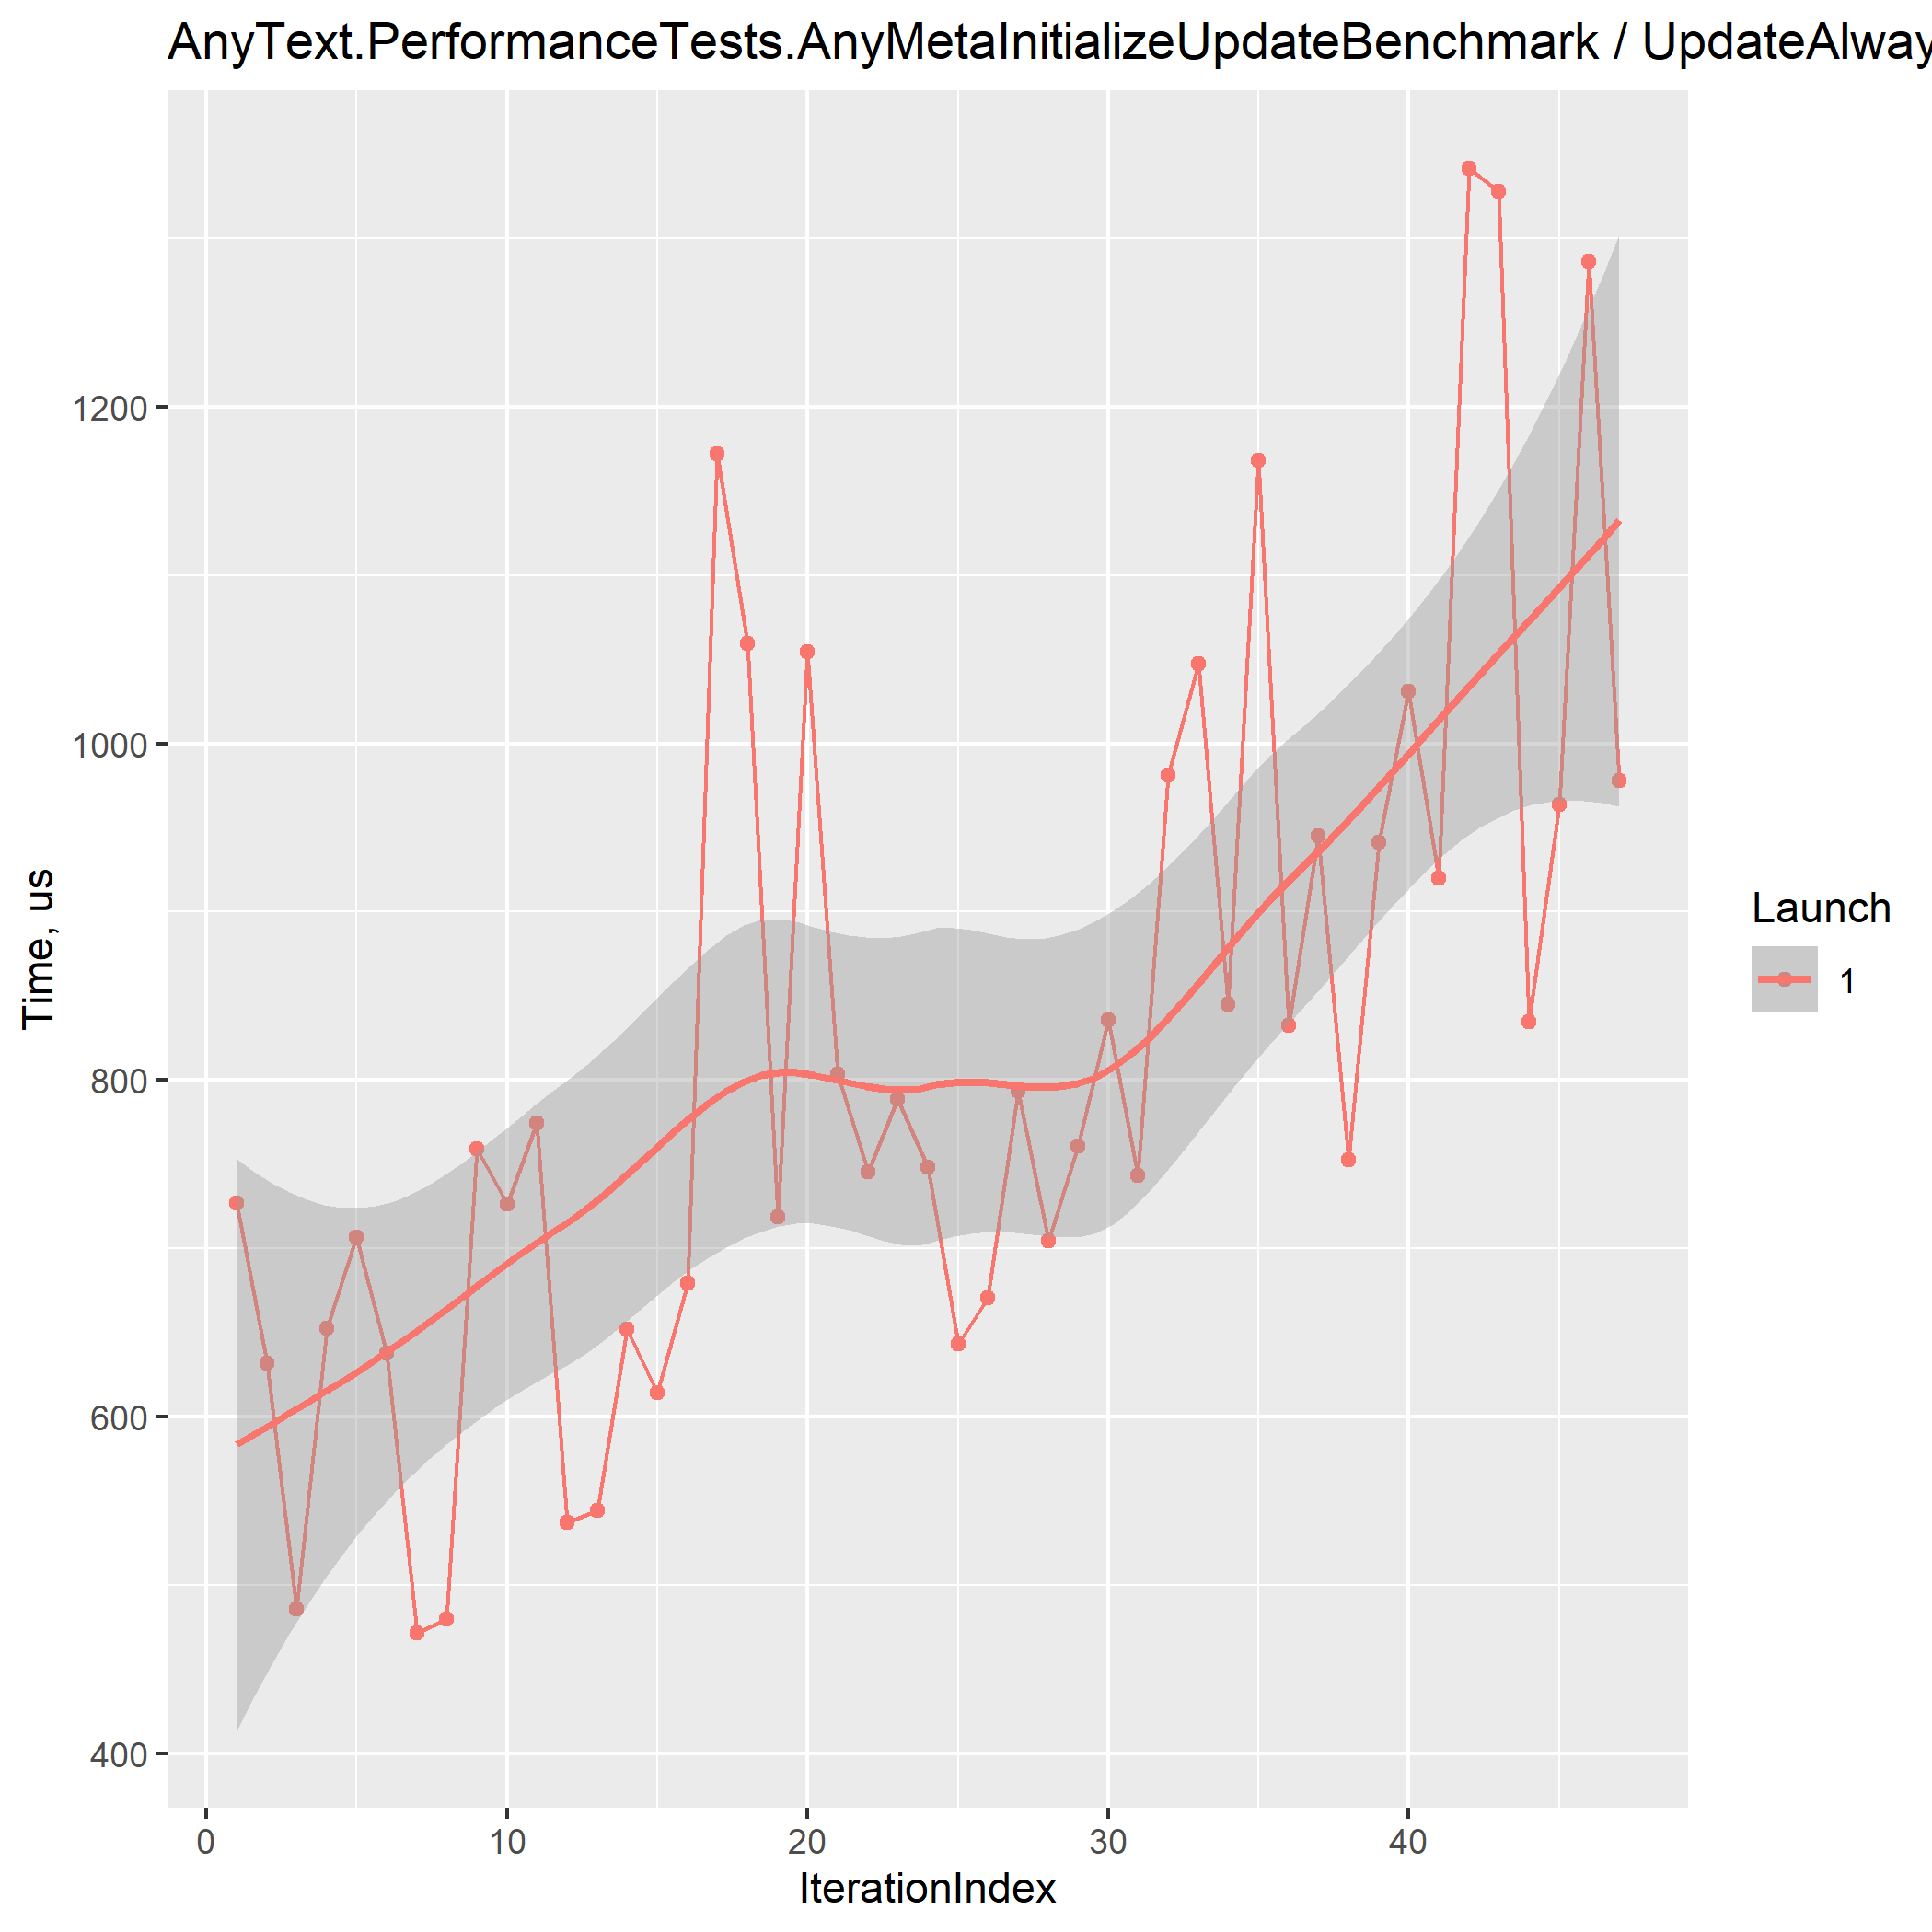 AnyText.PerformanceTests.AnyMetaInitializeUpdateBenchmark / UpdateAlway
Time, us
1200
1000
800
600
400
0 10 20 30 40
IterationIndex
Launch
1